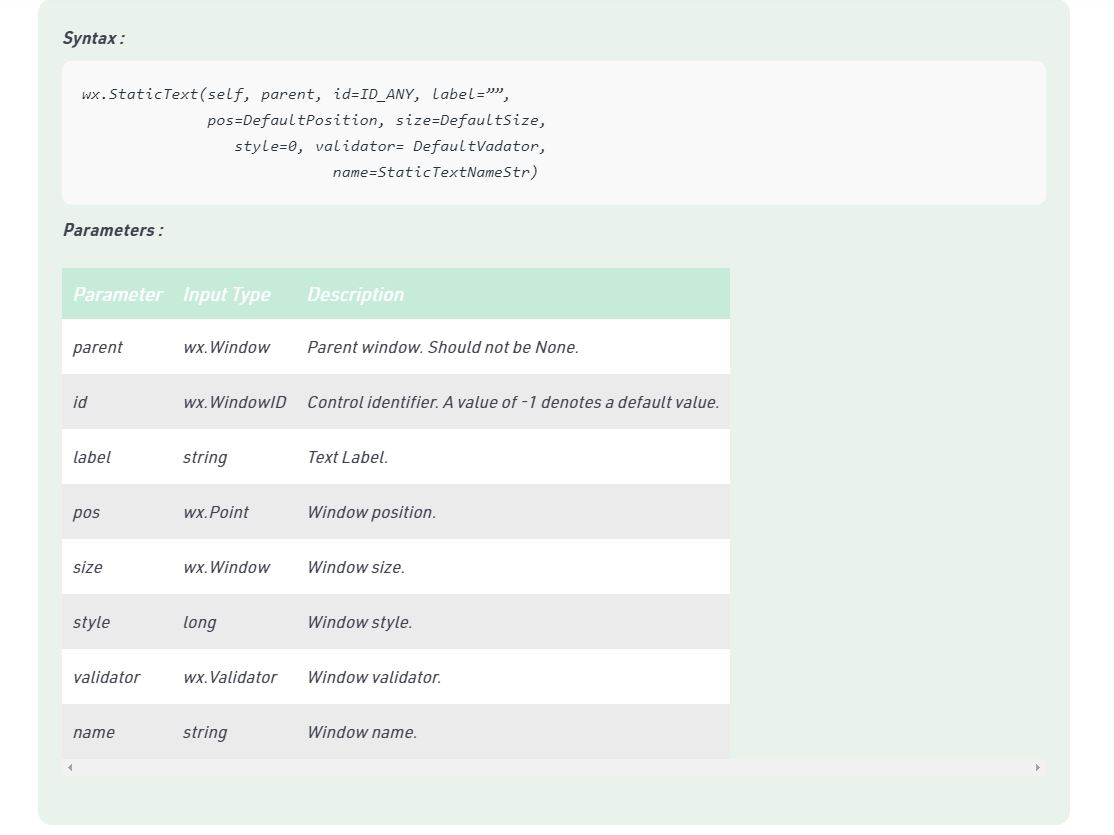 Syntax :
wx.StaticText(self, parent, id=ID_ANY, label=””,
pos=DefaultPosition, size=DefaultSize,
style=0, validator= DefaultVadator,
name=StaticTextNameStr)
Parameters :
Parameter Input Type Description
parent wx.Window Parent window. Should not be None.
id wx.WindowID Control identifier. A value of -1 denotes a default value.
label string Text Label.
pos wx.Point Window position.
size wx.Window Window size.
style long Window style.
validator wx.Validator Window validator.
name string Window name.